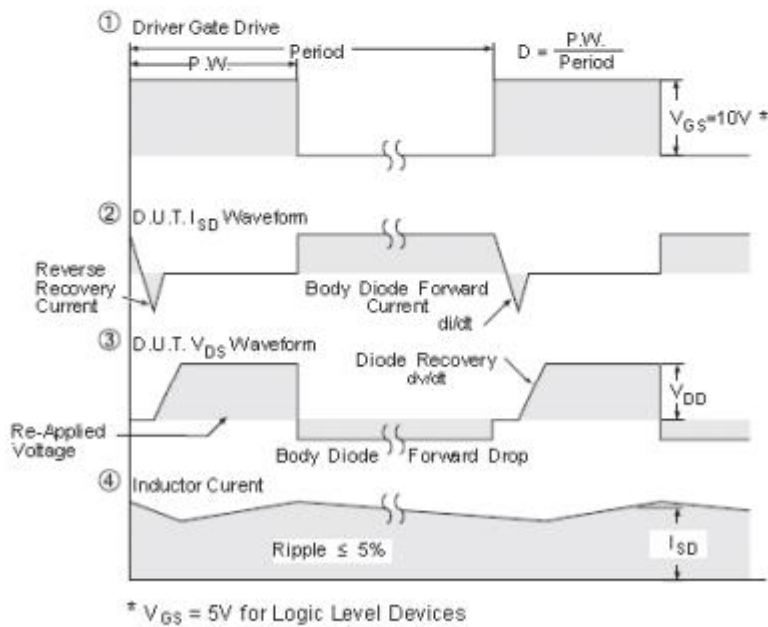 ① Driver Gate Drive
Period
P.W.
D = P.W. / Period
V_GS=10V *
② D.U.T. I_SD Waveform
Reverse
Recovery
Current
Body Diode Forward
Current
di/dt
③ D.U.T. V_DS Waveform
Diode Recovery
dv/dt
V_DD
Re-Applied
Voltage
Body Diode Forward Drop
④ Inductor Curent
Ripple ≤ 5%
I_SD
* V_GS = 5V for Logic Level Devices